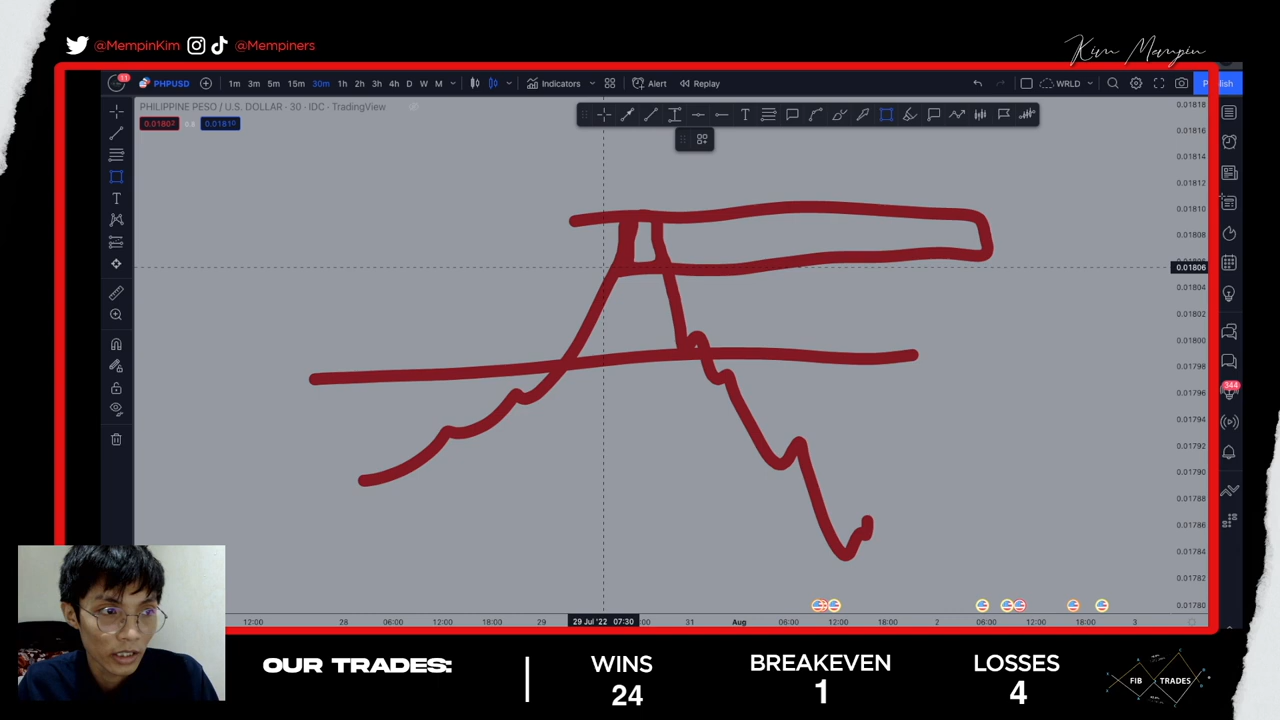 @MempinKim @Mempiners
Kim Mempin
11
PHPUSD 1m 3m 5m 15m 30m 1h 2h 3h 4h D W M Indicators Alert Replay WRLD
PHILIPPINE PESO / U.S. DOLLAR · 30 · IDC · TradingView
0.01802 0.8 0.01810
0.01818
0.01816
0.01814
0.01812
0.01810
0.01808
0.01806
0.01804
0.01802
0.01800
0.01798
0.01796
344
0.01794
0.01792
0.01790
0.01788
0.01786
0.01784
0.01782
0.01780
12:00 28 06:00 12:00 18:00 29 29 Jul '22 07:30 :00 31 Aug 06:00 12:00 18:00 2 06:00 12:00 18:00 3
OUR TRADES: WINS BREAKEVEN LOSSES
24 1 4
FIB TRADES